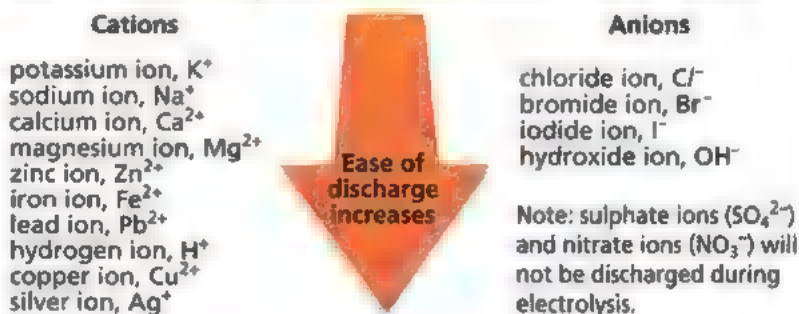 Cations
potassium ion, K⁺
sodium ion, Na⁺
calcium ion, Ca²⁺
magnesium ion, Mg²⁺
zinc ion, Zn²⁺
iron ion, Fe²⁺
lead ion, Pb²⁺
hydrogen ion, H⁺
copper ion, Cu²⁺
silver ion, Ag⁺
Ease of
discharge
increases
Anions
chloride ion, Cl⁻
bromide ion, Br⁻
iodide ion, I⁻
hydroxide ion, OH⁻
Note: sulphate ions (SO₄²⁻)
and nitrate ions (NO₃⁻) will
not be discharged during
electrolysis.